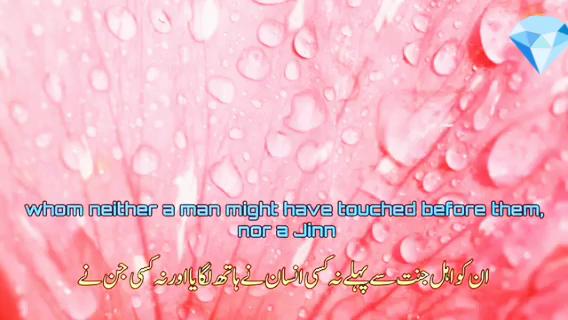 whom neither a man might have touched before them,
nor a Jinn
ان کو اہل جنت سے پہلے نہ کسی انسان نے ہاتھ لگایا اور نہ کسی جن نے